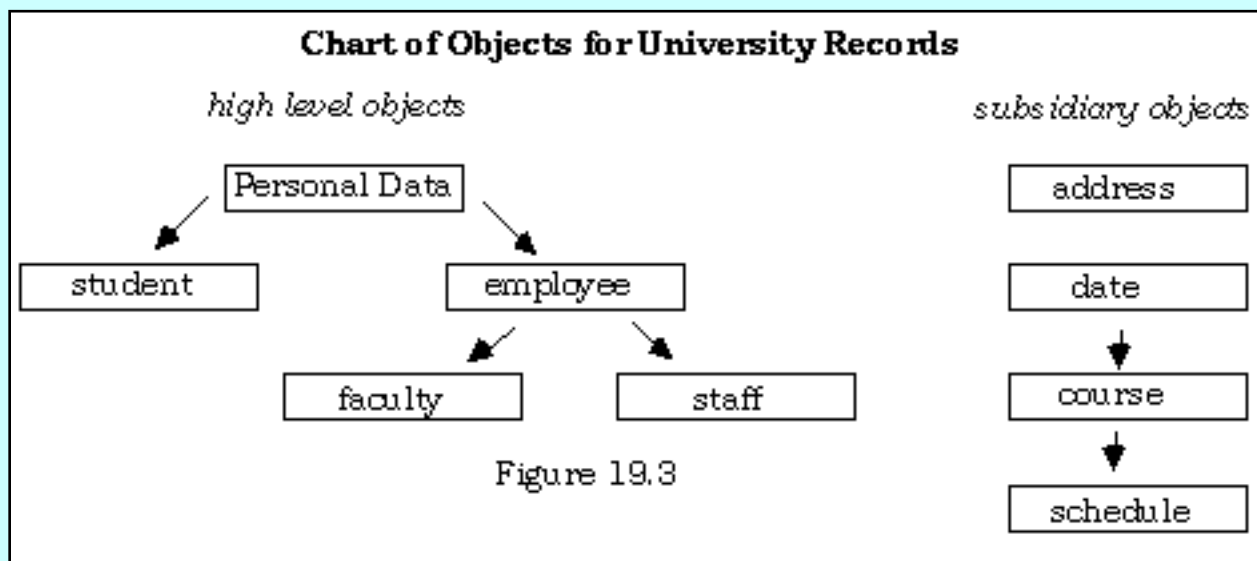 Chart of Objects for University Records
high level objects
subsidiary objects
Personal Data
address
student
employee
date
faculty
staff
course
Figure 19.3
schedule